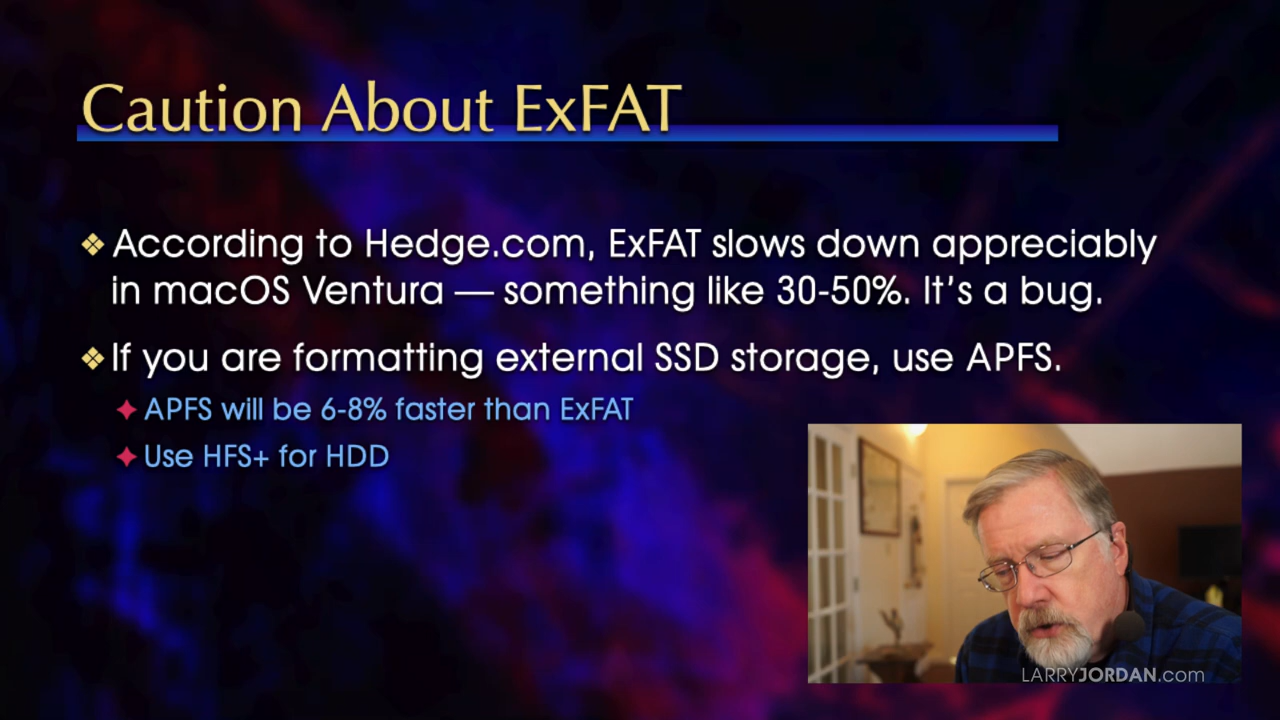 Caution About ExFAT
According to Hedge.com, ExFAT slows down appreciably
in macOS Ventura — something like 30-50%. It’s a bug.
If you are formatting external SSD storage, use APFS.
APFS will be 6-8% faster than ExFAT
Use HFS+ for HDD
LARRYJORDAN.com